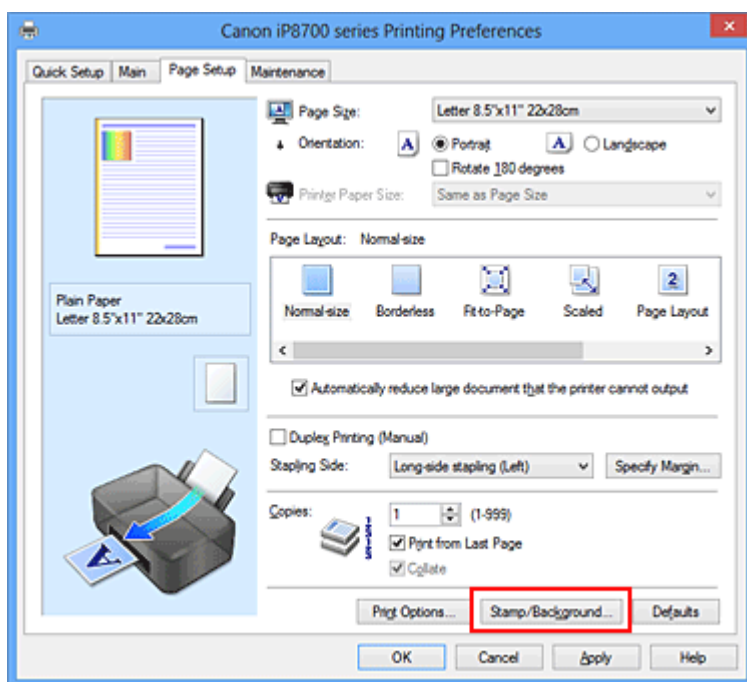 Canon iP8700 series Printing Preferences
×
Quick Setup Main Page Setup Maintenance
Page Size: Letter 8.5"x11" 22x28cm
Orientation: A Portrait A Landscape
Rotate 180 degrees
Printer Paper Size: Same as Page Size
Page Layout: Normal-size
2
Normal-size Borderless Fit-to-Page Scaled Page Layout
Plain Paper
Letter 8.5"x11" 22x28cm
Automatically reduce large document that the printer cannot output
Duplex Printing (Manual)
Stapling Side: Long-side stapling (Left) Specify Margin...
Copies: 1 (1-999)
Print from Last Page
Collate
A
Print Options... Stamp/Background... Defaults
OK Cancel Apply Help